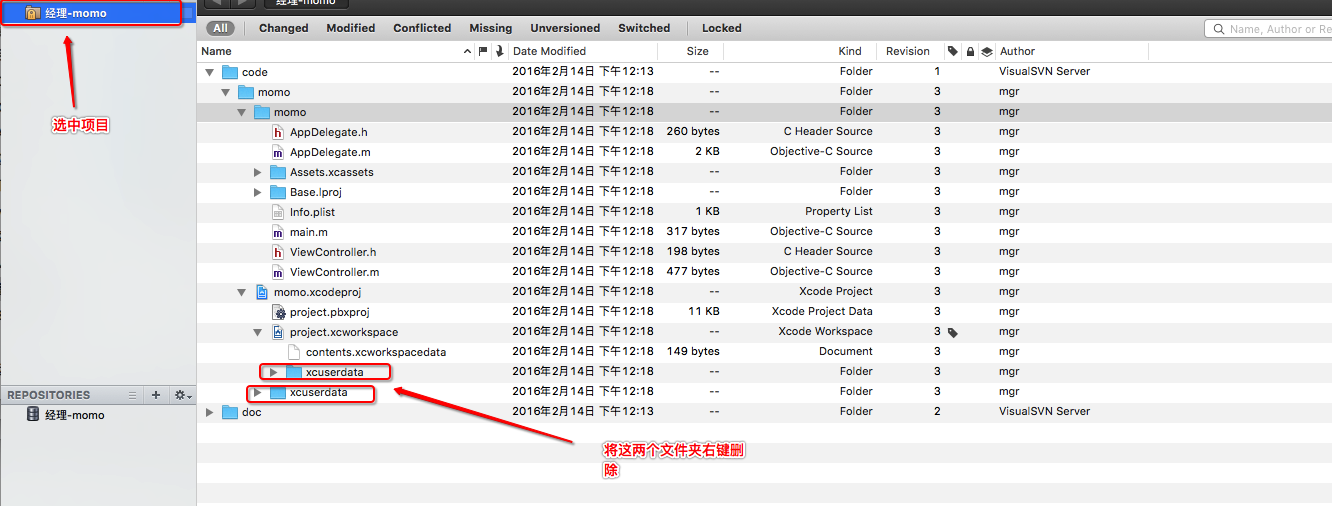 经理-momo
经理-momo
All Changed Modified Conflicted Missing Unversioned Switched Locked
Name, Author or Re
Name Date Modified Size Kind Revision Author
code 2016年2月14日 下午12:13 -- Folder 1 VisualSVN Server
momo 2016年2月14日 下午12:18 -- Folder 3 mgr
momo 2016年2月14日 下午12:18 -- Folder 3 mgr
选中项目
AppDelegate.h 2016年2月14日 下午12:18 260 bytes C Header Source 3 mgr
AppDelegate.m 2016年2月14日 下午12:18 2 KB Objective-C Source 3 mgr
Assets.xcassets 2016年2月14日 下午12:18 -- Folder 3 mgr
Base.lproj 2016年2月14日 下午12:18 -- Folder 3 mgr
Info.plist 2016年2月14日 下午12:18 1 KB Property List 3 mgr
main.m 2016年2月14日 下午12:18 317 bytes Objective-C Source 3 mgr
ViewController.h 2016年2月14日 下午12:18 198 bytes C Header Source 3 mgr
ViewController.m 2016年2月14日 下午12:18 477 bytes Objective-C Source 3 mgr
momo.xcodeproj 2016年2月14日 下午12:18 -- Xcode Project 3 mgr
project.pbxproj 2016年2月14日 下午12:18 11 KB Xcode Project Data 3 mgr
project.xcworkspace 2016年2月14日 下午12:18 -- Xcode Workspace 3 mgr
contents.xcworkspacedata 2016年2月14日 下午12:18 149 bytes Document 3 mgr
xcuserdata 2016年2月14日 下午12:18 -- Folder 3 mgr
xcuserdata 2016年2月14日 下午12:18 -- Folder 3 mgr
doc 2016年2月14日 下午12:13 -- Folder 2 VisualSVN Server
REPOSITORIES
经理-momo
将这两个文件夹右键删
除